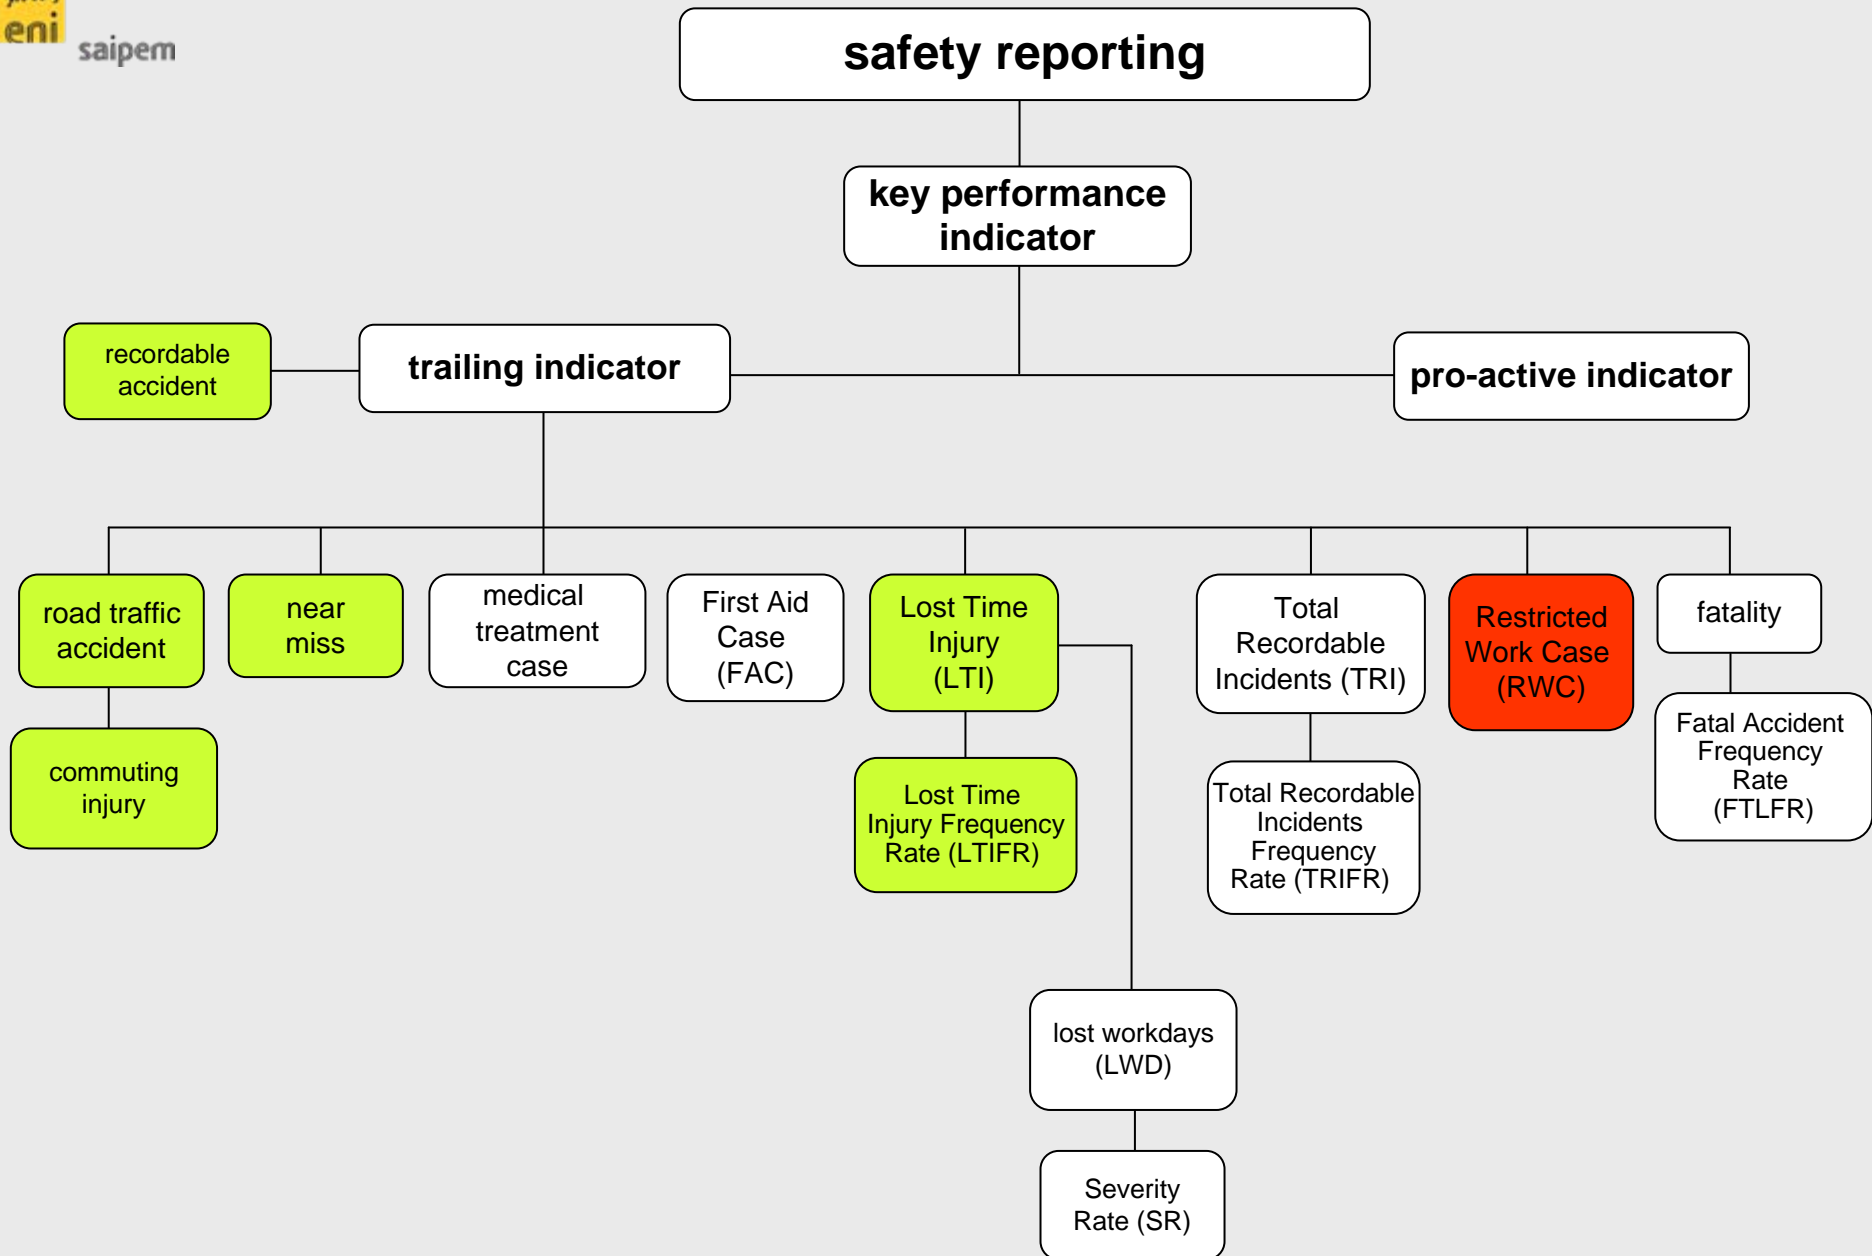 eni
saipem
safety reporting
key performance
indicator
recordable
accident
trailing indicator
pro-active indicator
road traffic
accident
near
miss
medical
treatment
case
First Aid
Case
(FAC)
Lost Time
Injury
(LTI)
Total
Recordable
Incidents (TRI)
Restricted
Work Case
(RWC)
fatality
commuting
injury
Lost Time
Injury Frequency
Rate (LTIFR)
Total Recordable
Incidents
Frequency
Rate (TRIFR)
Fatal Accident
Frequency
Rate
(FTLFR)
lost workdays
(LWD)
Severity
Rate (SR)